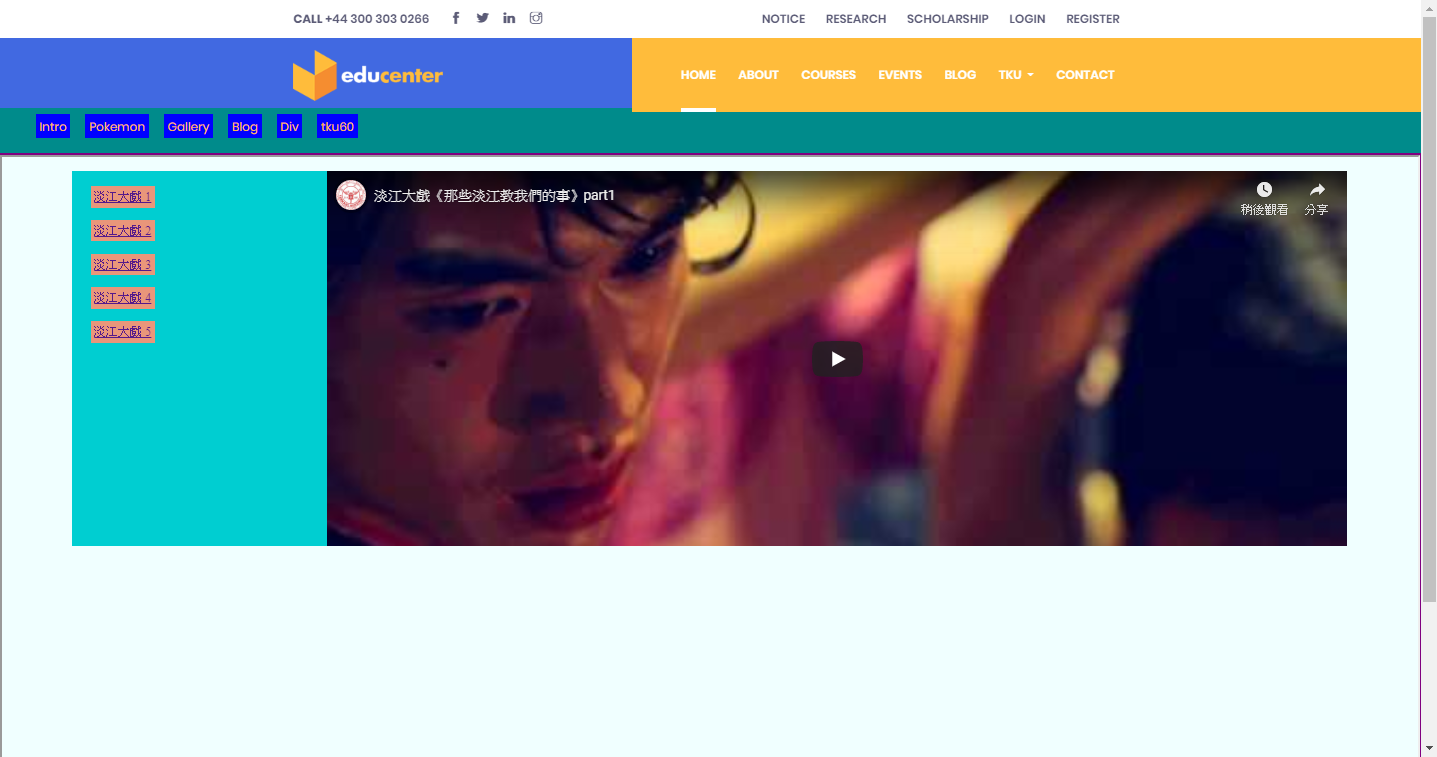 CALL +44 300 303 0266
NOTICE RESEARCH SCHOLARSHIP LOGIN REGISTER
educenter
HOME ABOUT COURSES EVENTS BLOG TKU CONTACT
Intro Pokemon Gallery Blog Div tku60
淡江大戲 1
淡江大戲 2
淡江大戲 3
淡江大戲 4
淡江大戲 5
淡江大戲《那些淡江教我們的事》part1
稍後觀看 分享